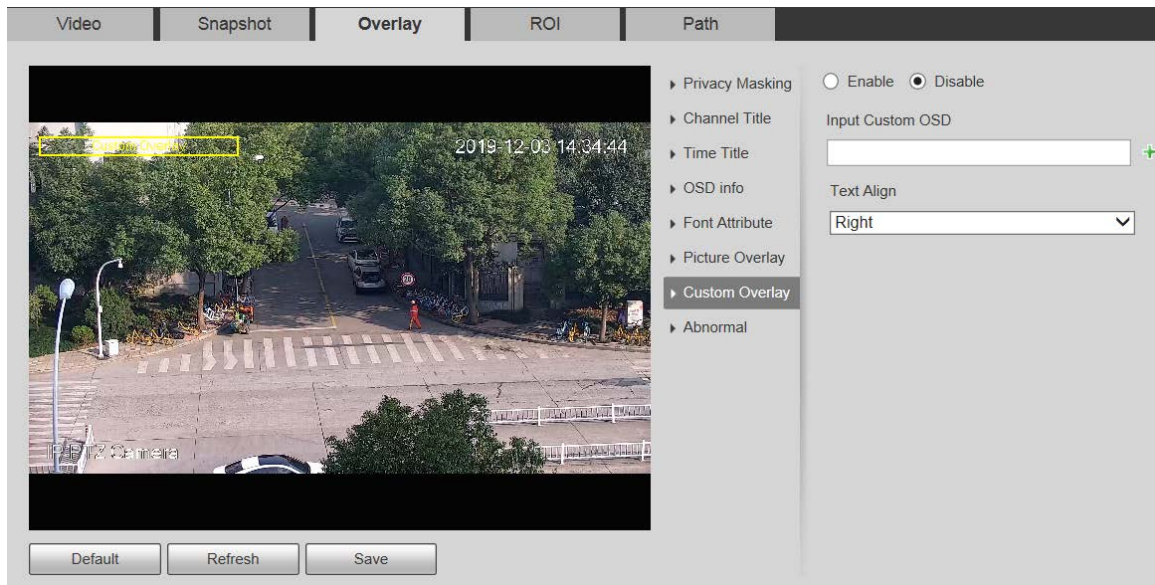 Video Snapshot Overlay ROI Path
Custom Overlay
2019-12-03 14:34:44
20
IP PTZ Camera
Default Refresh Save
Privacy Masking
Channel Title
Time Title
OSD info
Font Attribute
Picture Overlay
Custom Overlay
Abnormal
Enable Disable
Input Custom OSD
Text Align
Right